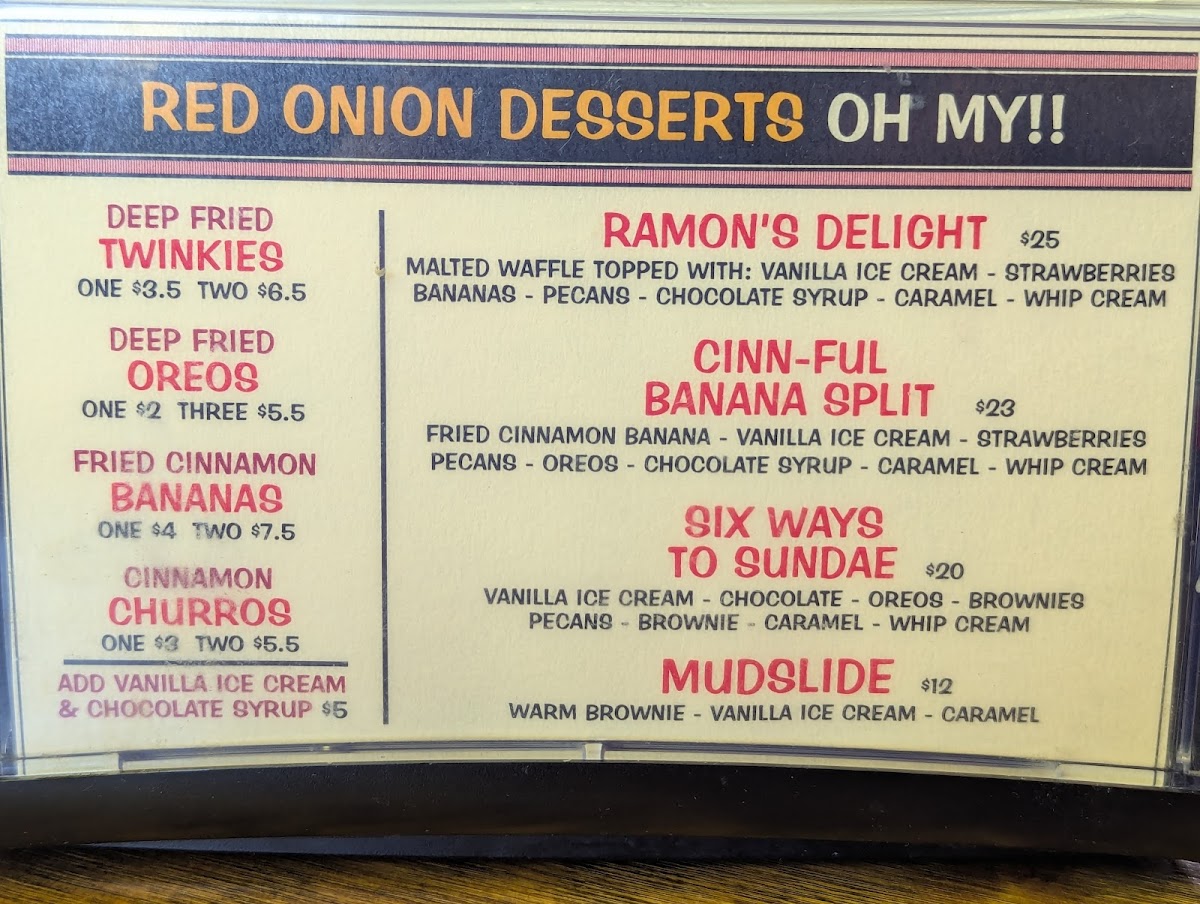 RED ONION DESSERTS OH MY!!
DEEP FRIED
TWINKIES
ONE $3.5 TWO $6.5
DEEP FRIED
OREOS
ONE $2 THREE $5.5
FRIED CINNAMON
BANANAS
ONE $4 TWO $7.5
CINNAMON
CHURROS
ONE $3 TWO $5.5
ADD VANILLA ICE CREAM
& CHOCOLATE SYRUP $5
RAMON'S DELIGHT $25
MALTED WAFFLE TOPPED WITH: VANILLA ICE CREAM - STRAWBERRIES
BANANAS - PECANS - CHOCOLATE SYRUP - CARAMEL - WHIP CREAM
CINN-FUL
BANANA SPLIT $23
FRIED CINNAMON BANANA - VANILLA ICE CREAM - STRAWBERRIES
PECANS - OREOS - CHOCOLATE SYRUP - CARAMEL - WHIP CREAM
SIX WAYS
TO SUNDAE $20
VANILLA ICE CREAM - CHOCOLATE - OREOS - BROWNIES
PECANS - BROWNIE - CARAMEL - WHIP CREAM
MUDSLIDE $12
WARM BROWNIE - VANILLA ICE CREAM - CARAMEL